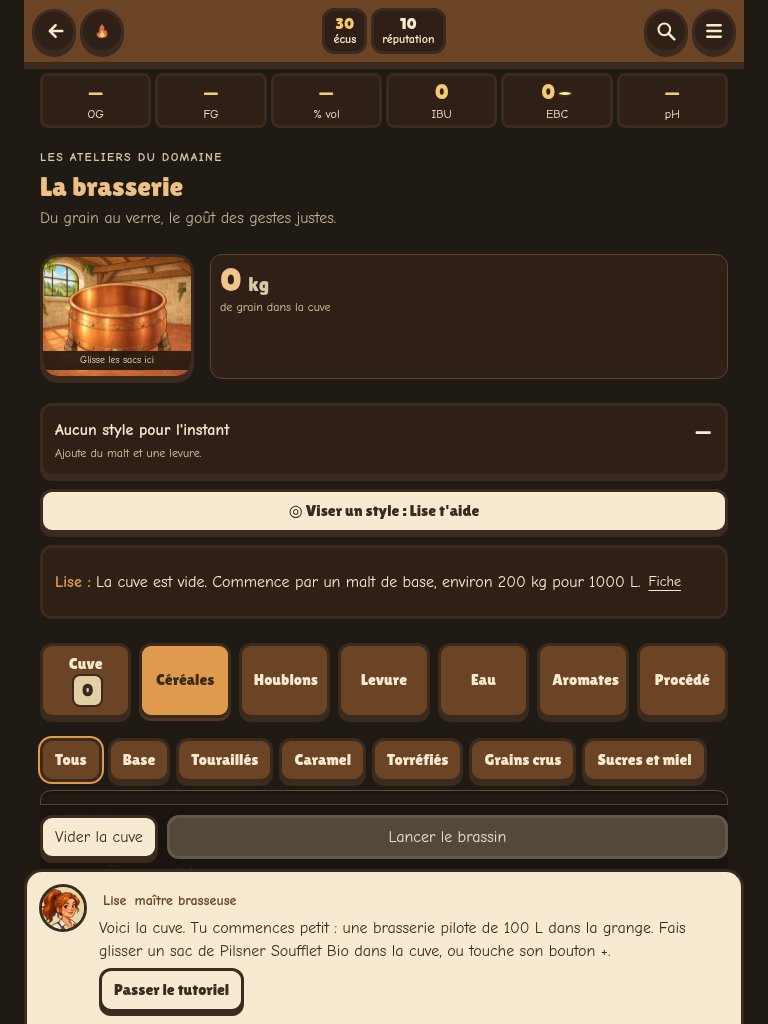 30
écus
10
réputation
—
OG
—
FG
—
% vol
0
IBU
0
EBC
—
pH
LES ATELIERS DU DOMAINE
La brasserie
Du grain au verre, le goût des gestes justes.
Glisse les sacs ici
0 kg
de grain dans la cuve
Aucun style pour l'instant
—
Ajoute du malt et une levure.
◎ Viser un style : Lise t'aide
Lise : La cuve est vide. Commence par un malt de base, environ 200 kg pour 1000 L. Fiche
Cuve
0
Céréales
Houblons
Levure
Eau
Aromates
Procédé
Tous
Base
Touraillés
Caramel
Torréfiés
Grains crus
Sucres et miel
Vider la cuve
Lancer le brassin
Lise maître brasseuse
Voici la cuve. Tu commences petit : une brasserie pilote de 100 L dans la grange. Fais
glisser un sac de Pilsner Soufflet Bio dans la cuve, ou touche son bouton +.
Passer le tutoriel